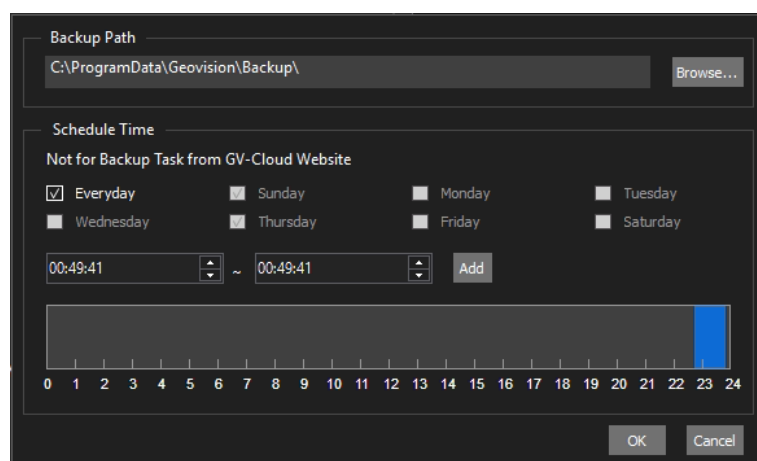 Backup Path
C:\ProgramData\Geovision\Backup\ Browse...
Schedule Time
Not for Backup Task from GV-Cloud Website
Everyday Sunday Monday Tuesday
Wednesday Thursday Friday Saturday
00:49:41 ~ 00:49:41 Add
0 1 2 3 4 5 6 7 8 9 10 11 12 13 14 15 16 17 18 19 20 21 22 23 24
OK Cancel